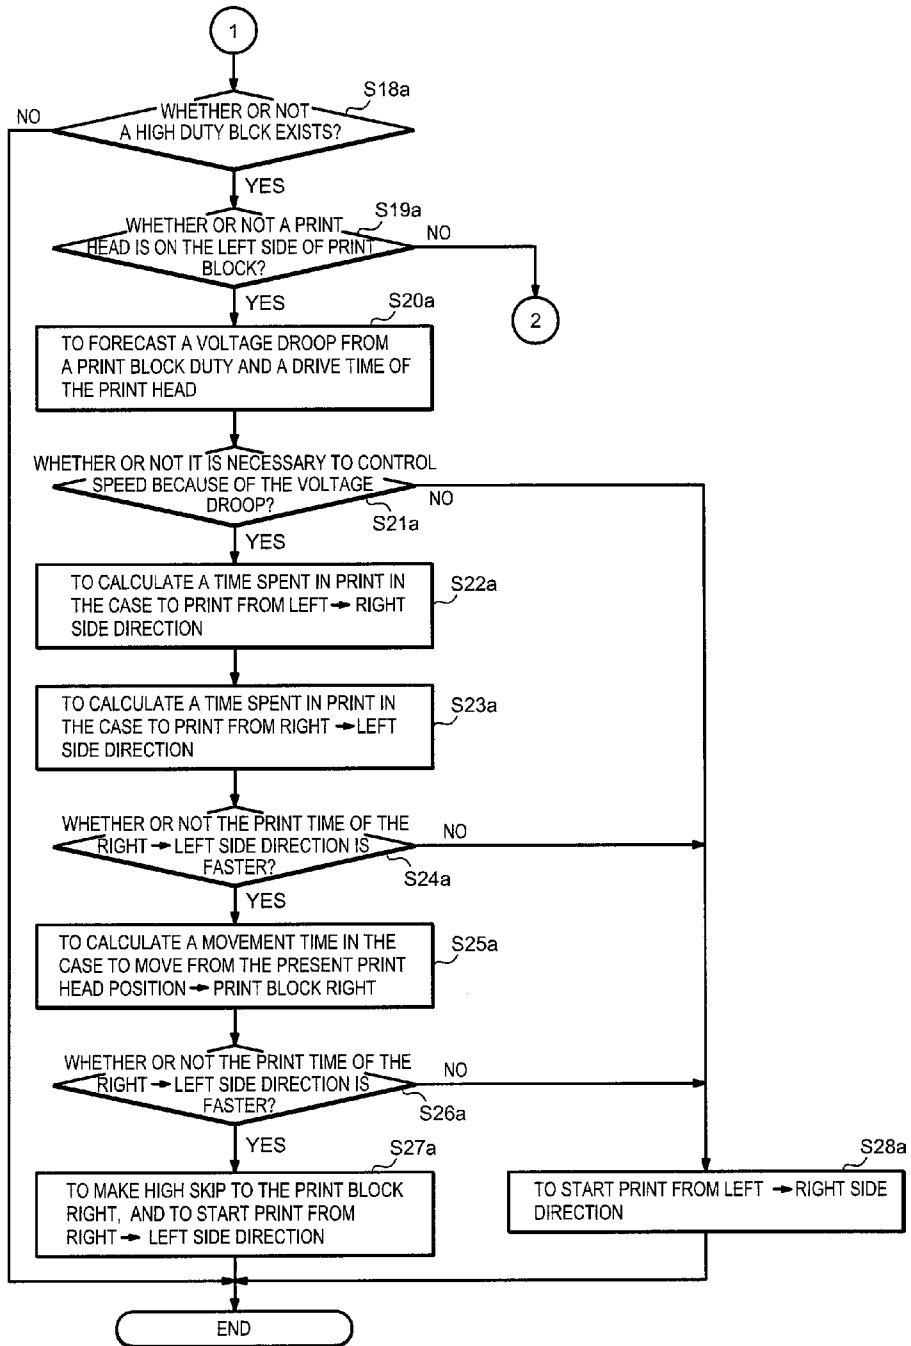 1
S18a
NO
WHETHER OR NOT
A HIGH DUTY BLCK EXISTS?
YES
S19a
WHETHER OR NOT A PRINT
HEAD IS ON THE LEFT SIDE OF PRINT
BLOCK?
NO
2
YES
S20a
TO FORECAST A VOLTAGE DROOP FROM
A PRINT BLOCK DUTY AND A DRIVE TIME OF
THE PRINT HEAD
WHETHER OR NOT IT IS NECESSARY TO CONTROL
SPEED BECAUSE OF THE VOLTAGE
DROOP?
NO
S21a
YES
TO CALCULATE A TIME SPENT IN PRINT IN
THE CASE TO PRINT FROM LEFT → RIGHT
SIDE DIRECTION
S22a
TO CALCULATE A TIME SPENT IN PRINT IN
THE CASE TO PRINT FROM RIGHT → LEFT
SIDE DIRECTION
S23a
WHETHER OR NOT THE PRINT TIME OF THE
RIGHT → LEFT SIDE DIRECTION IS
FASTER?
NO
S24a
YES
TO CALCULATE A MOVEMENT TIME IN THE
CASE TO MOVE FROM THE PRESENT PRINT
HEAD POSITION → PRINT BLOCK RIGHT
S25a
WHETHER OR NOT THE PRINT TIME OF THE
RIGHT → LEFT SIDE DIRECTION IS
FASTER?
NO
S26a
YES
S27a
TO MAKE HIGH SKIP TO THE PRINT BLOCK
RIGHT, AND TO START PRINT FROM
RIGHT → LEFT SIDE DIRECTION
S28a
TO START PRINT FROM LEFT → RIGHT SIDE
DIRECTION
END